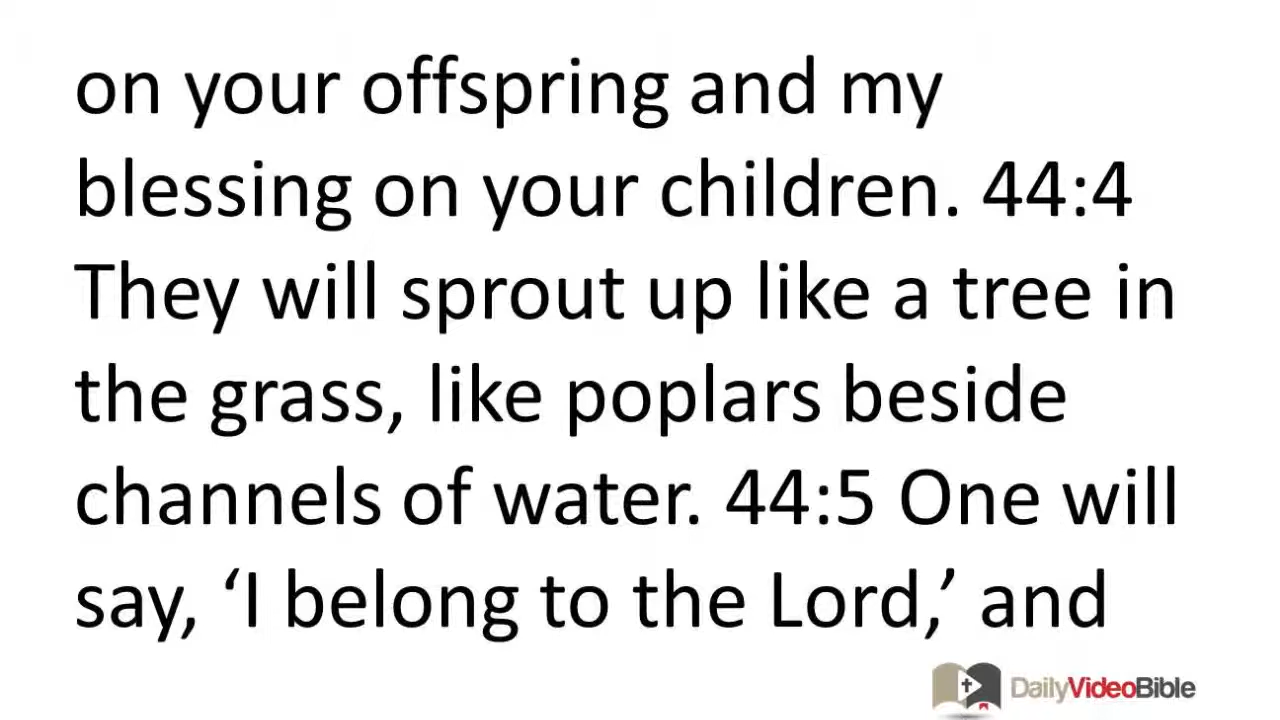 on your offspring and my
blessing on your children. 44:4
They will sprout up like a tree in
the grass, like poplars beside
channels of water. 44:5 One will
say, ‘I belong to the Lord,’ and
DailyVideoBible